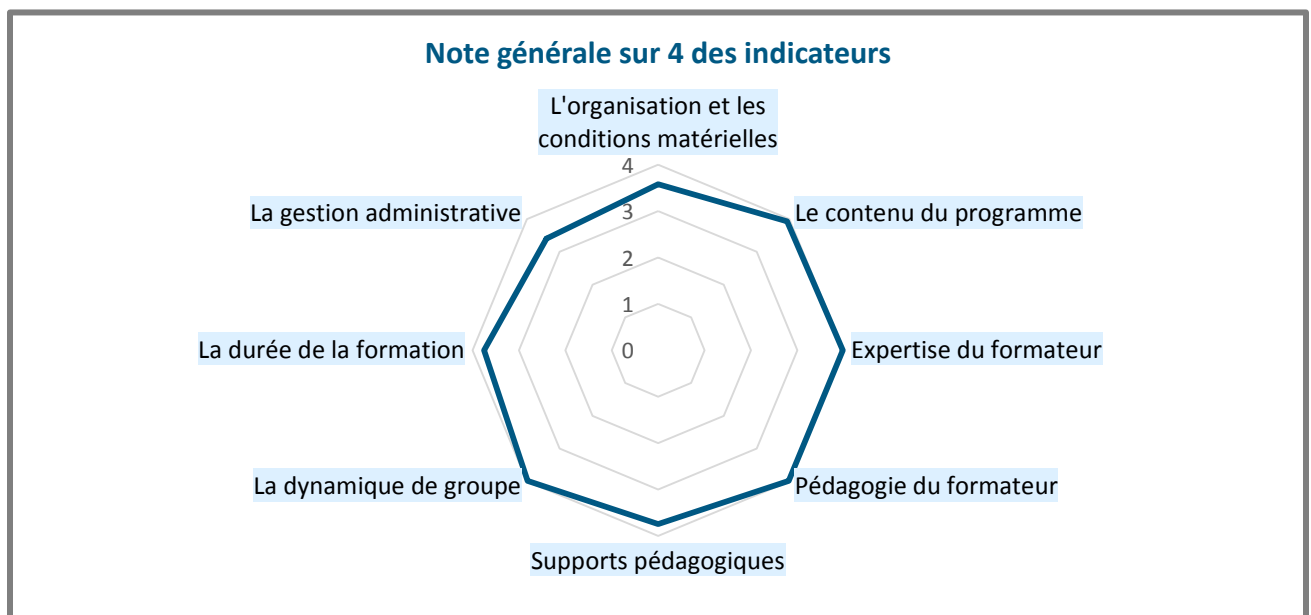 Note générale sur 4 des indicateurs
L'organisation et les
conditions matérielles
4
La gestion administrative
Le contenu du programme
3
2
1
La durée de la formation
0
Expertise du formateur
La dynamique de groupe
Pédagogie du formateur
Supports pédagogiques